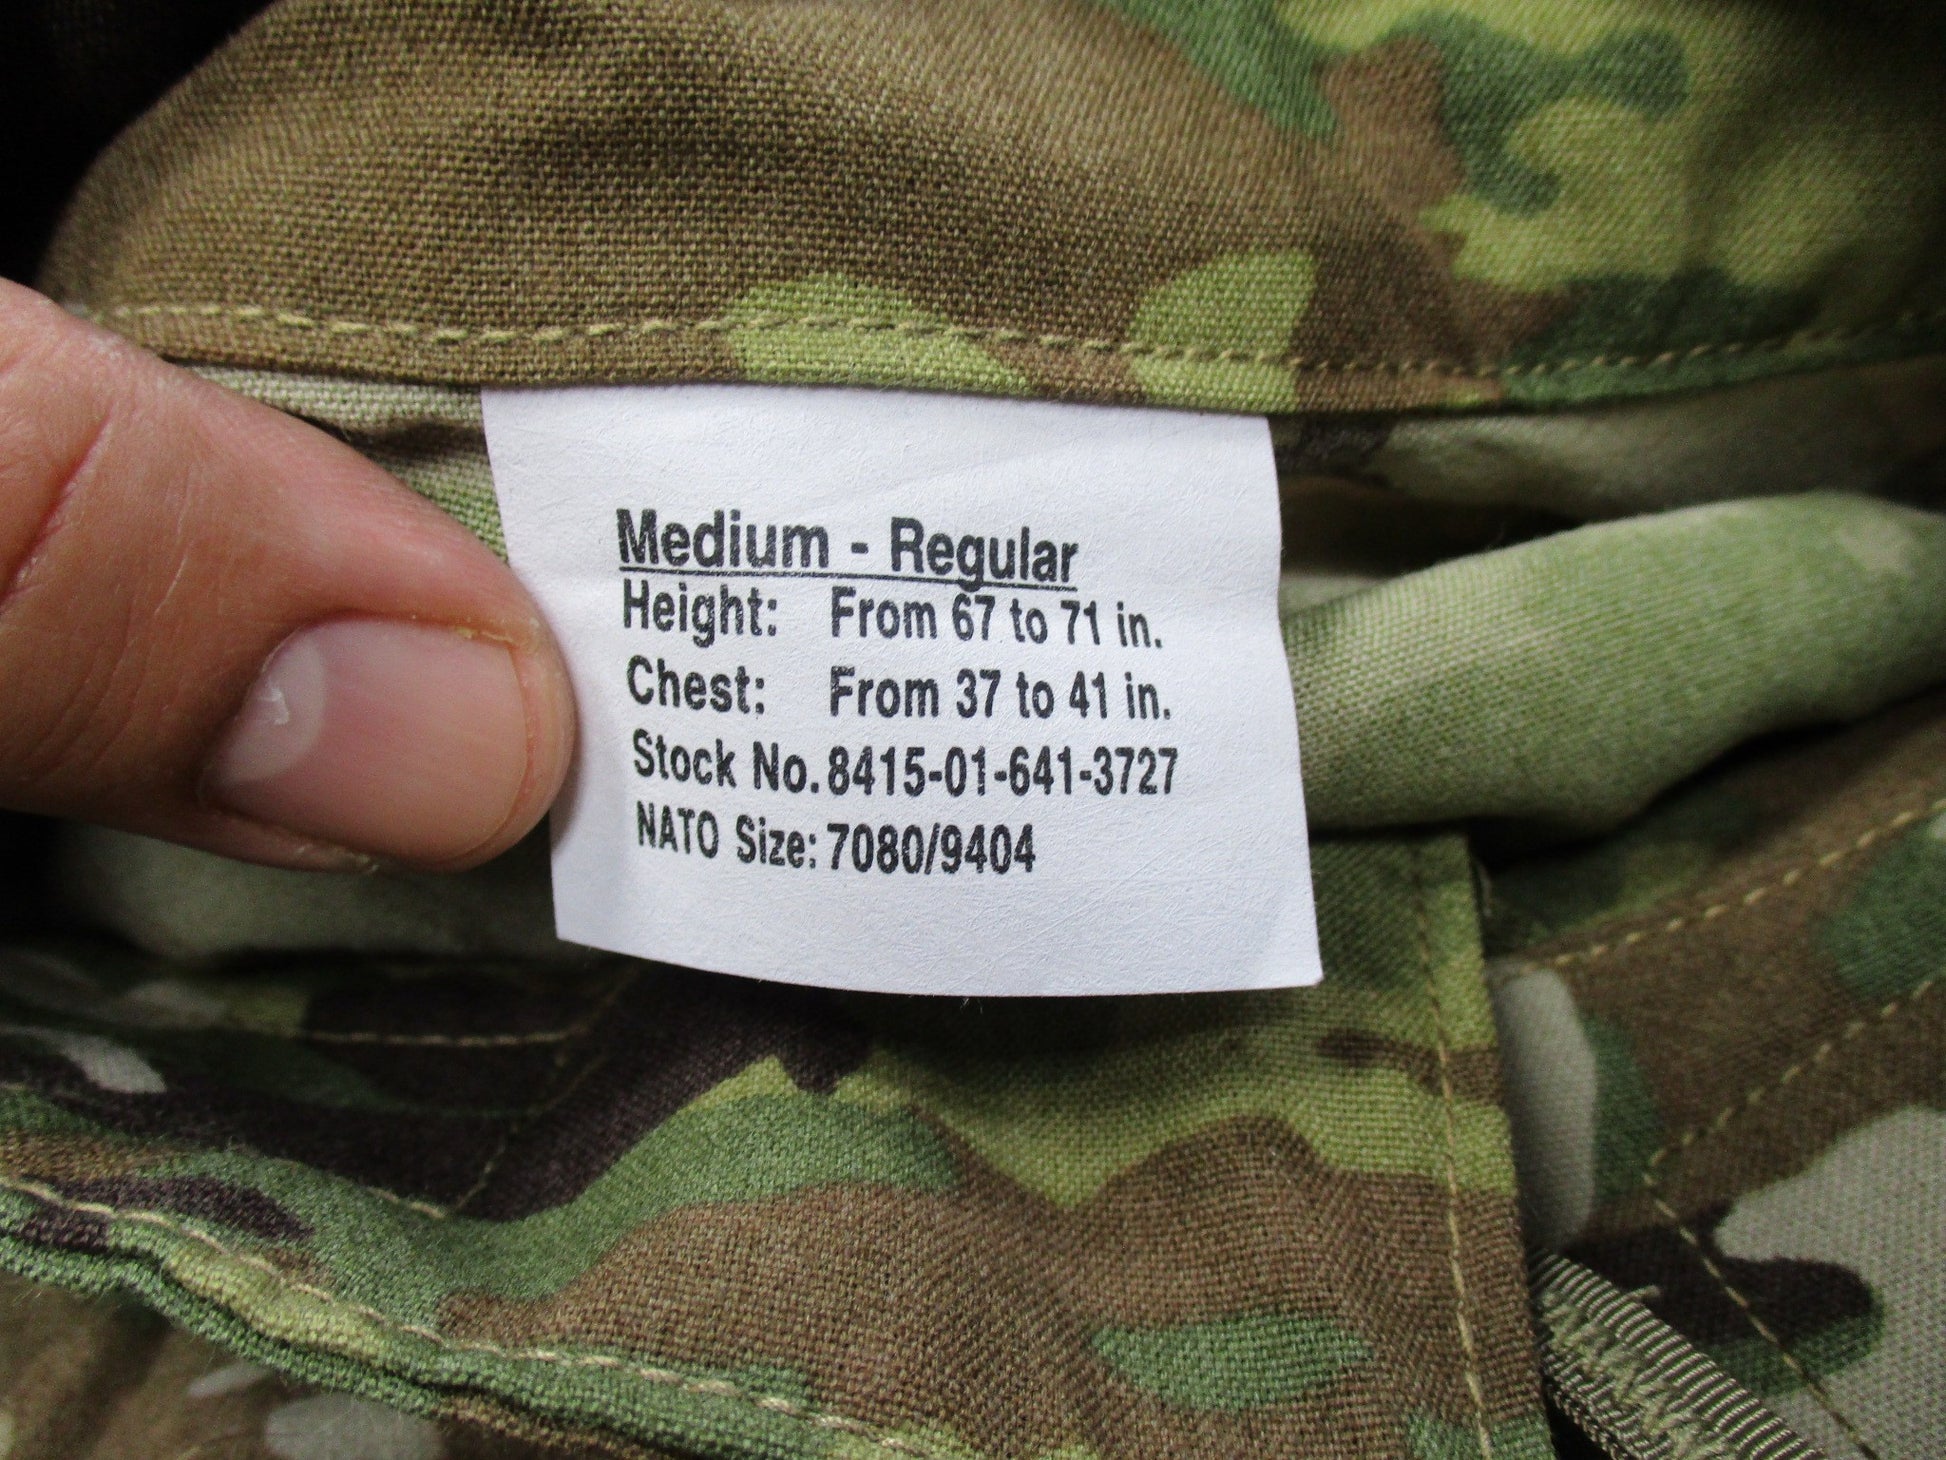 Medium - Regular
Height: From 67 to 71 in.
Chest: From 37 to 41 in.
Stock No. 8415-01-641-3727
NATO Size: 7080/9404